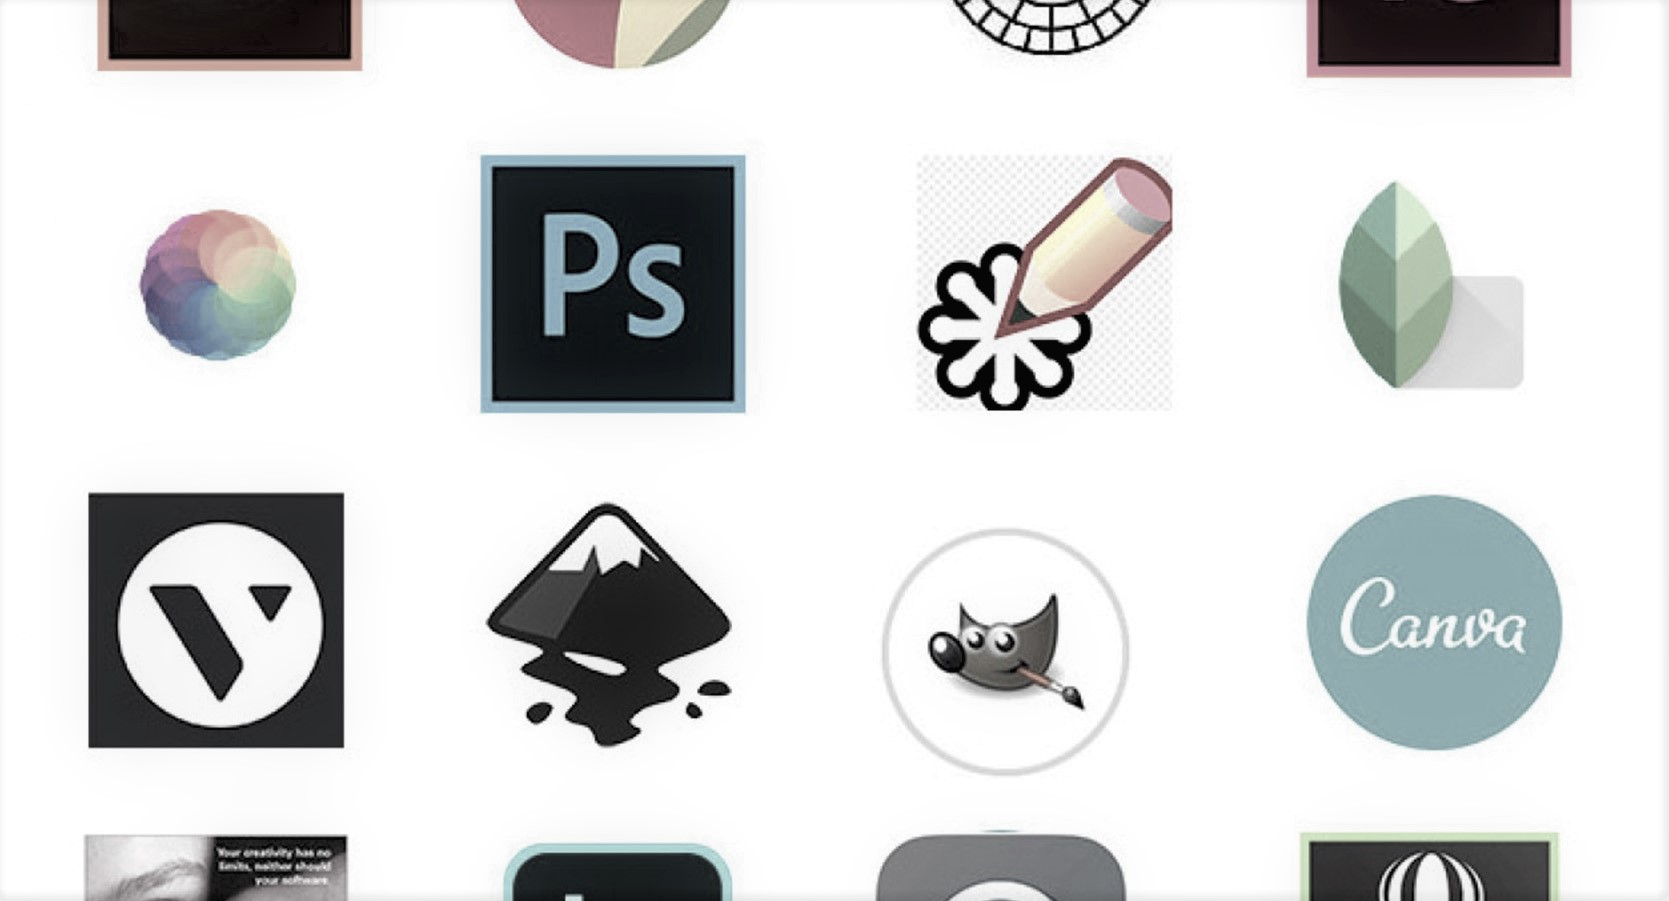 Ps
Canva
Your creativity has no
limits, neither should
your software.